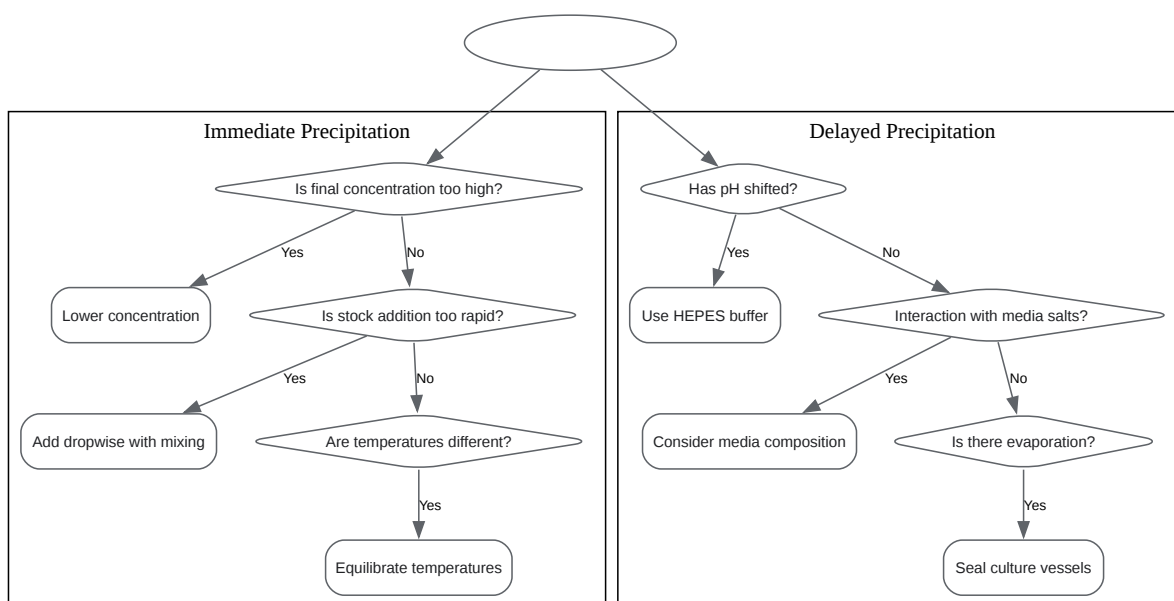 Immediate Precipitation
Is final concentration too high?
Yes
No
Lower concentration
Is stock addition too rapid?
Yes
No
Add dropwise with mixing
Are temperatures different?
Yes
Equilibrate temperatures
Delayed Precipitation
Has pH shifted?
Yes
No
Use HEPES buffer
Interaction with media salts?
Yes
No
Consider media composition
Is there evaporation?
Yes
Seal culture vessels